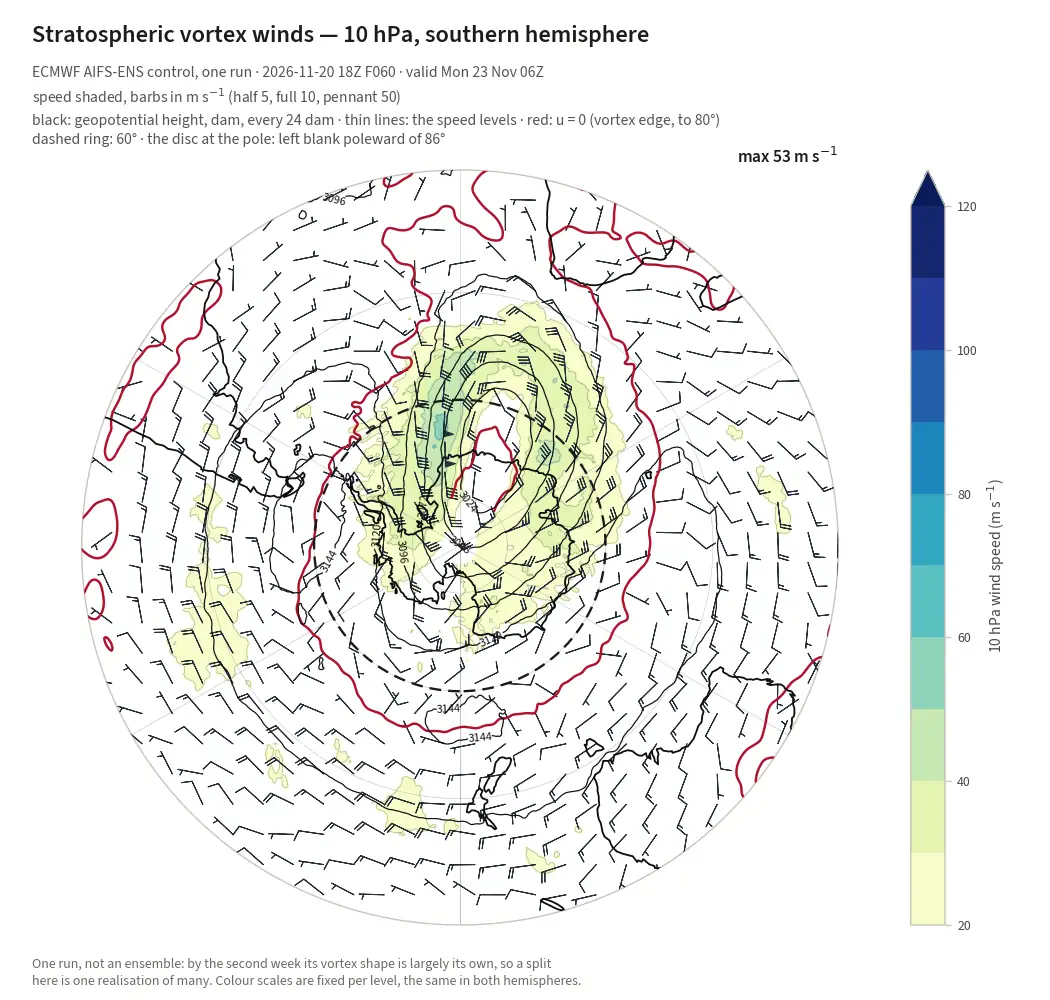 Stratospheric vortex winds — 10 hPa, southern hemisphere
ECMWF AIFS-ENS control, one run · 2026-11-20 18Z F060 · valid Mon 23 Nov 06Z
speed shaded, barbs in m s⁻¹ (half 5, full 10, pennant 50)
black: geopotential height, dam, every 24 dam · thin lines: the speed levels · red: u = 0 (vortex edge, to 80°)
dashed ring: 60° · the disc at the pole: left blank poleward of 86°
max 53 m s⁻¹
3096
120
100
80
60
40
20
10 hPa wind speed (m s⁻¹)
3144
3096
3144
3144
One run, not an ensemble: by the second week its vortex shape is largely its own, so a split
here is one realisation of many. Colour scales are fixed per level, the same in both hemispheres.